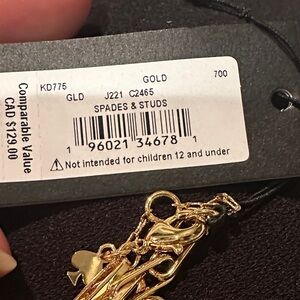 KD775 GOLD 700
GLD J221 C2465
SPADES & STUDS
1 96021 34678 1
⚠Not intended for children 12 and under
Comparable Value
CAD $129.00